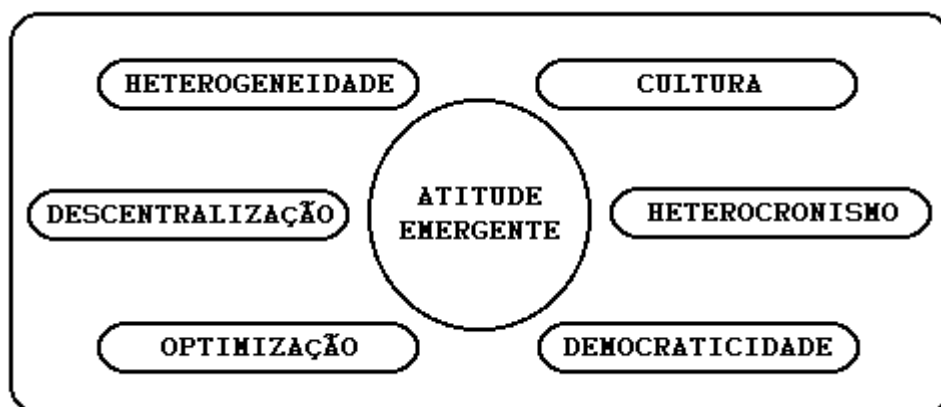 HETEROGENEIDADE
CULTURA
ATITUDE
EMERGENTE
DESCENTRALIZAÇÃO
HETEROCRONISMO
OPTIMIZAÇÃO
DEMOCRATICIDADE